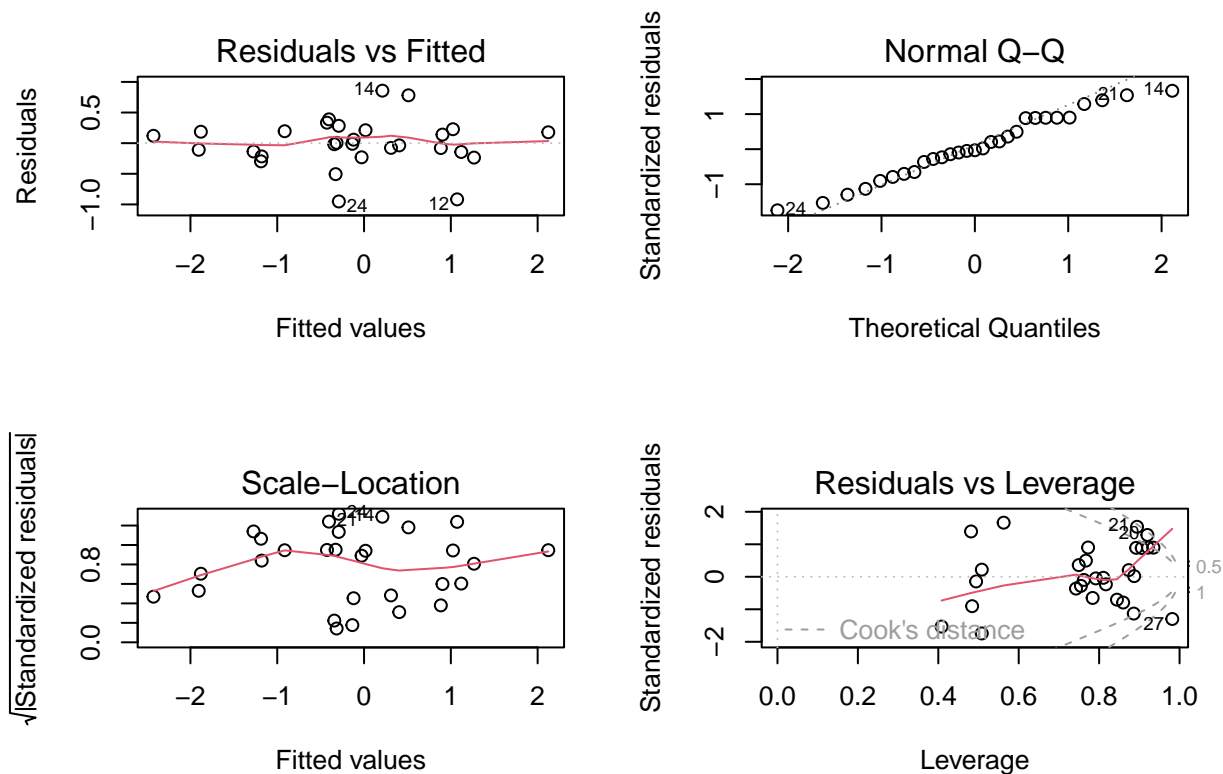 Residuals vs Fitted
Residuals
0.5
-1.0
14
24
12
-2 -1 0 1 2
Fitted values
Normal Q-Q
Standardized residuals
1
-1
21
14
24
-2 -1 0 1 2
Theoretical Quantiles
Scale-Location
√|Standardized residuals|
0.8
0.0
24
14
21
-2 -1 0 1 2
Fitted values
Residuals vs Leverage
Standardized residuals
2
0
-2
21
20
27
0.5
1
Cook's distance
0.0 0.2 0.4 0.6 0.8 1.0
Leverage